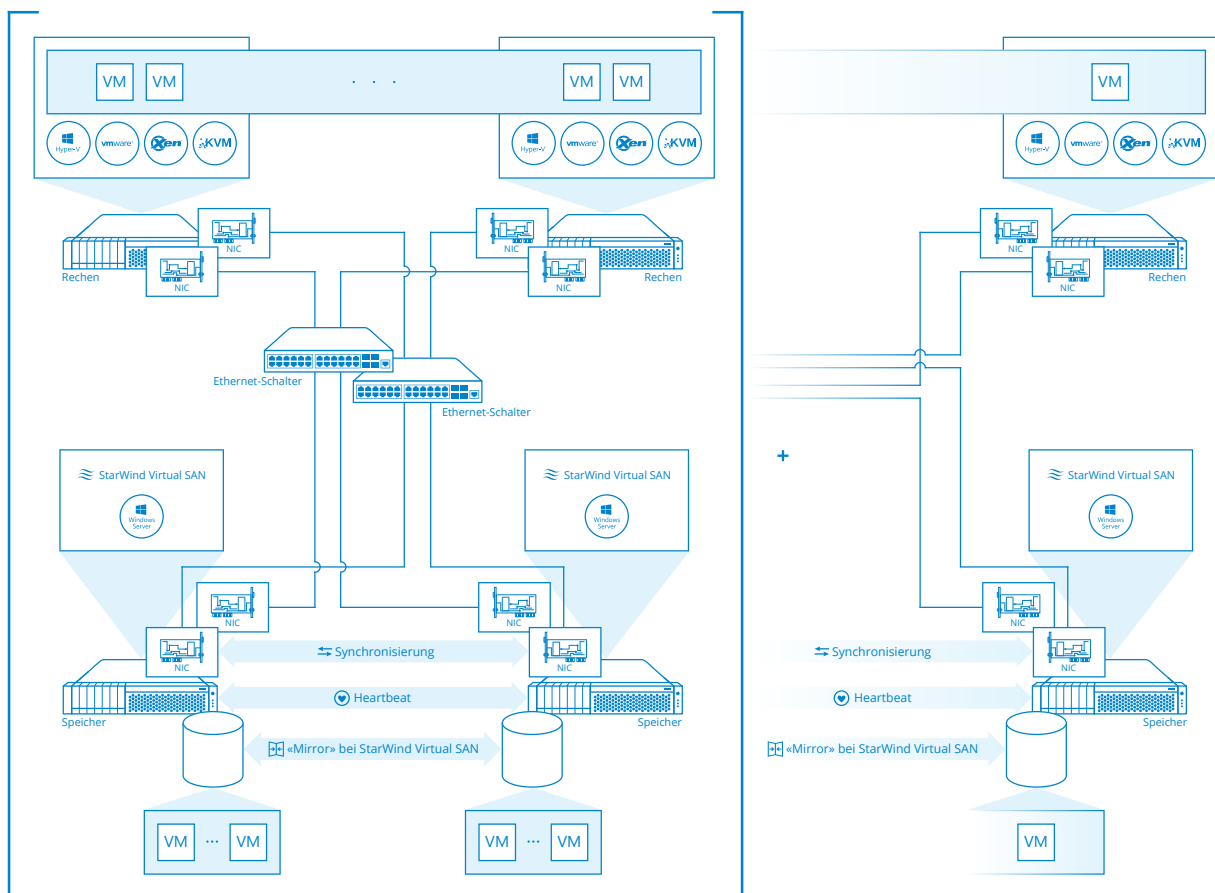 VM VM . . . VM VM VM
Hyper-V vmware Xen KVM Hyper-V vmware Xen KVM Hyper-V vmware Xen KVM
NIC NIC NIC
Rechen NIC NIC Rechen NIC Rechen
Ethernet-Schalter
Ethernet-Schalter
+
StarWind Virtual SAN StarWind Virtual SAN StarWind Virtual SAN
Windows Server Windows Server Windows Server
NIC NIC NIC
NIC Synchronisierung NIC Synchronisierung NIC
Heartbeat Heartbeat
Speicher Speicher Speicher
«Mirror» bei StarWind Virtual SAN «Mirror» bei StarWind Virtual SAN
VM ... VM VM ... VM VM